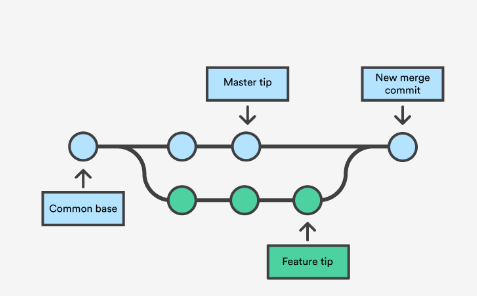 Master tip
New merge
commit
Common base
Feature tip